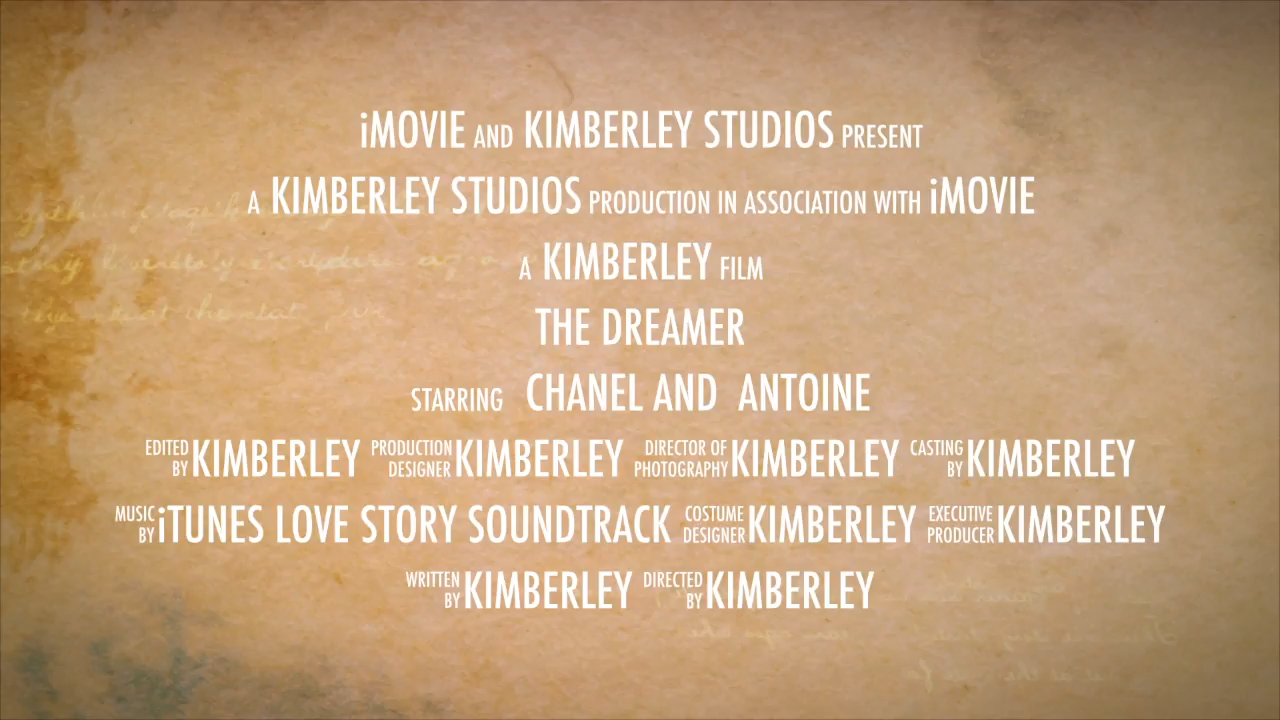 iMOVIE AND KIMBERLEY STUDIOS PRESENT
A KIMBERLEY STUDIOS PRODUCTION IN ASSOCIATION WITH iMOVIE
A KIMBERLEY FILM
THE DREAMER
STARRING CHANEL AND ANTOINE
EDITED BY KIMBERLEY PRODUCTION DESIGNER KIMBERLEY DIRECTOR OF PHOTOGRAPHY KIMBERLEY CASTING BY KIMBERLEY
MUSIC BY iTUNES LOVE STORY SOUNDTRACK COSTUME DESIGNER KIMBERLEY EXECUTIVE PRODUCER KIMBERLEY
WRITTEN BY KIMBERLEY DIRECTED BY KIMBERLEY